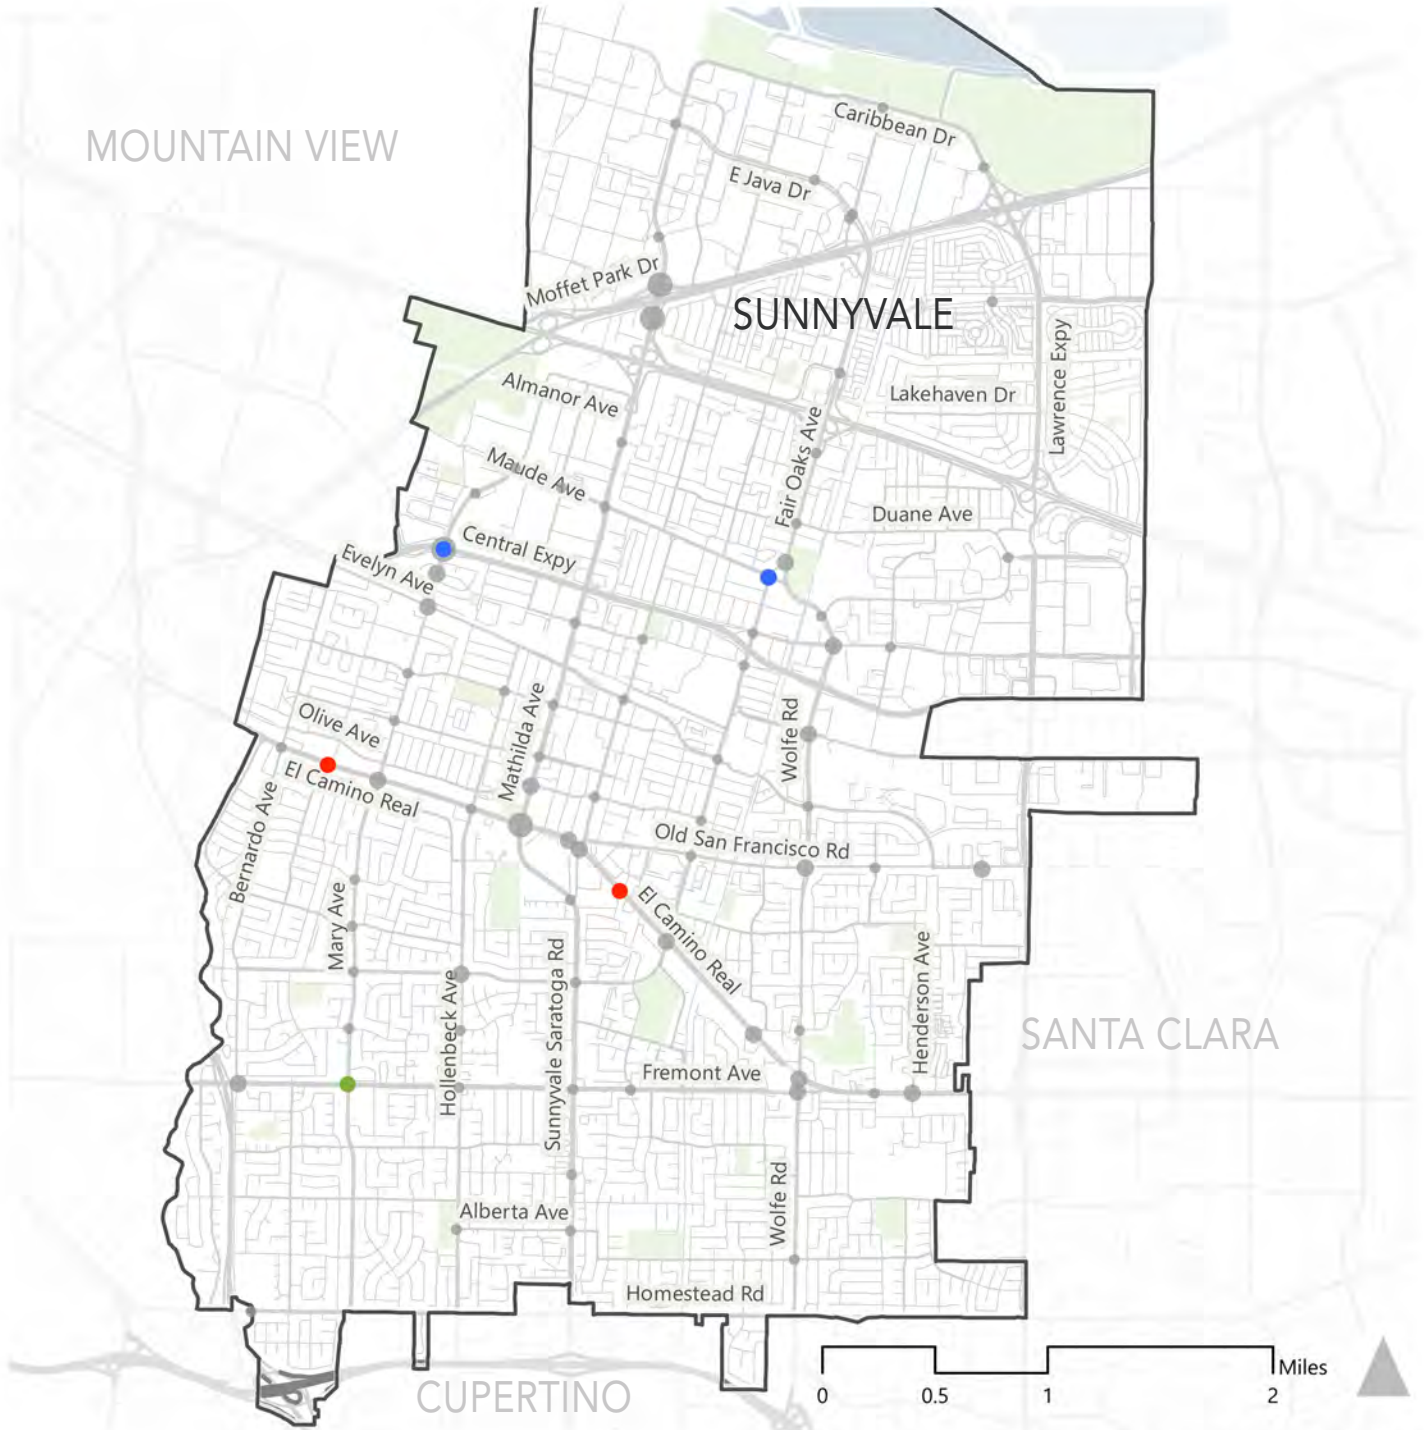 Caribbean Dr
MOUNTAIN VIEW
E Java Dr
Moffet Park Dr
SUNNYVALE
Almanor Ave
Lakehaven Dr
Lawrence Expy
Fair Oaks Ave
Maude Ave
Duane Ave
Central Expy
Evelyn Ave
Olive Ave
Mathilda Ave
Wolfe Rd
El Camino Real
Bernardo Ave
Old San Francisco Rd
Mary Ave
El Camino Real
Henderson Ave
Hollenbeck Ave
Sunnyvale Saratoga Rd
SANTA CLARA
Fremont Ave
Wolfe Rd
Alberta Ave
Homestead Rd
Miles
0 0.5 1 2
CUPERTINO